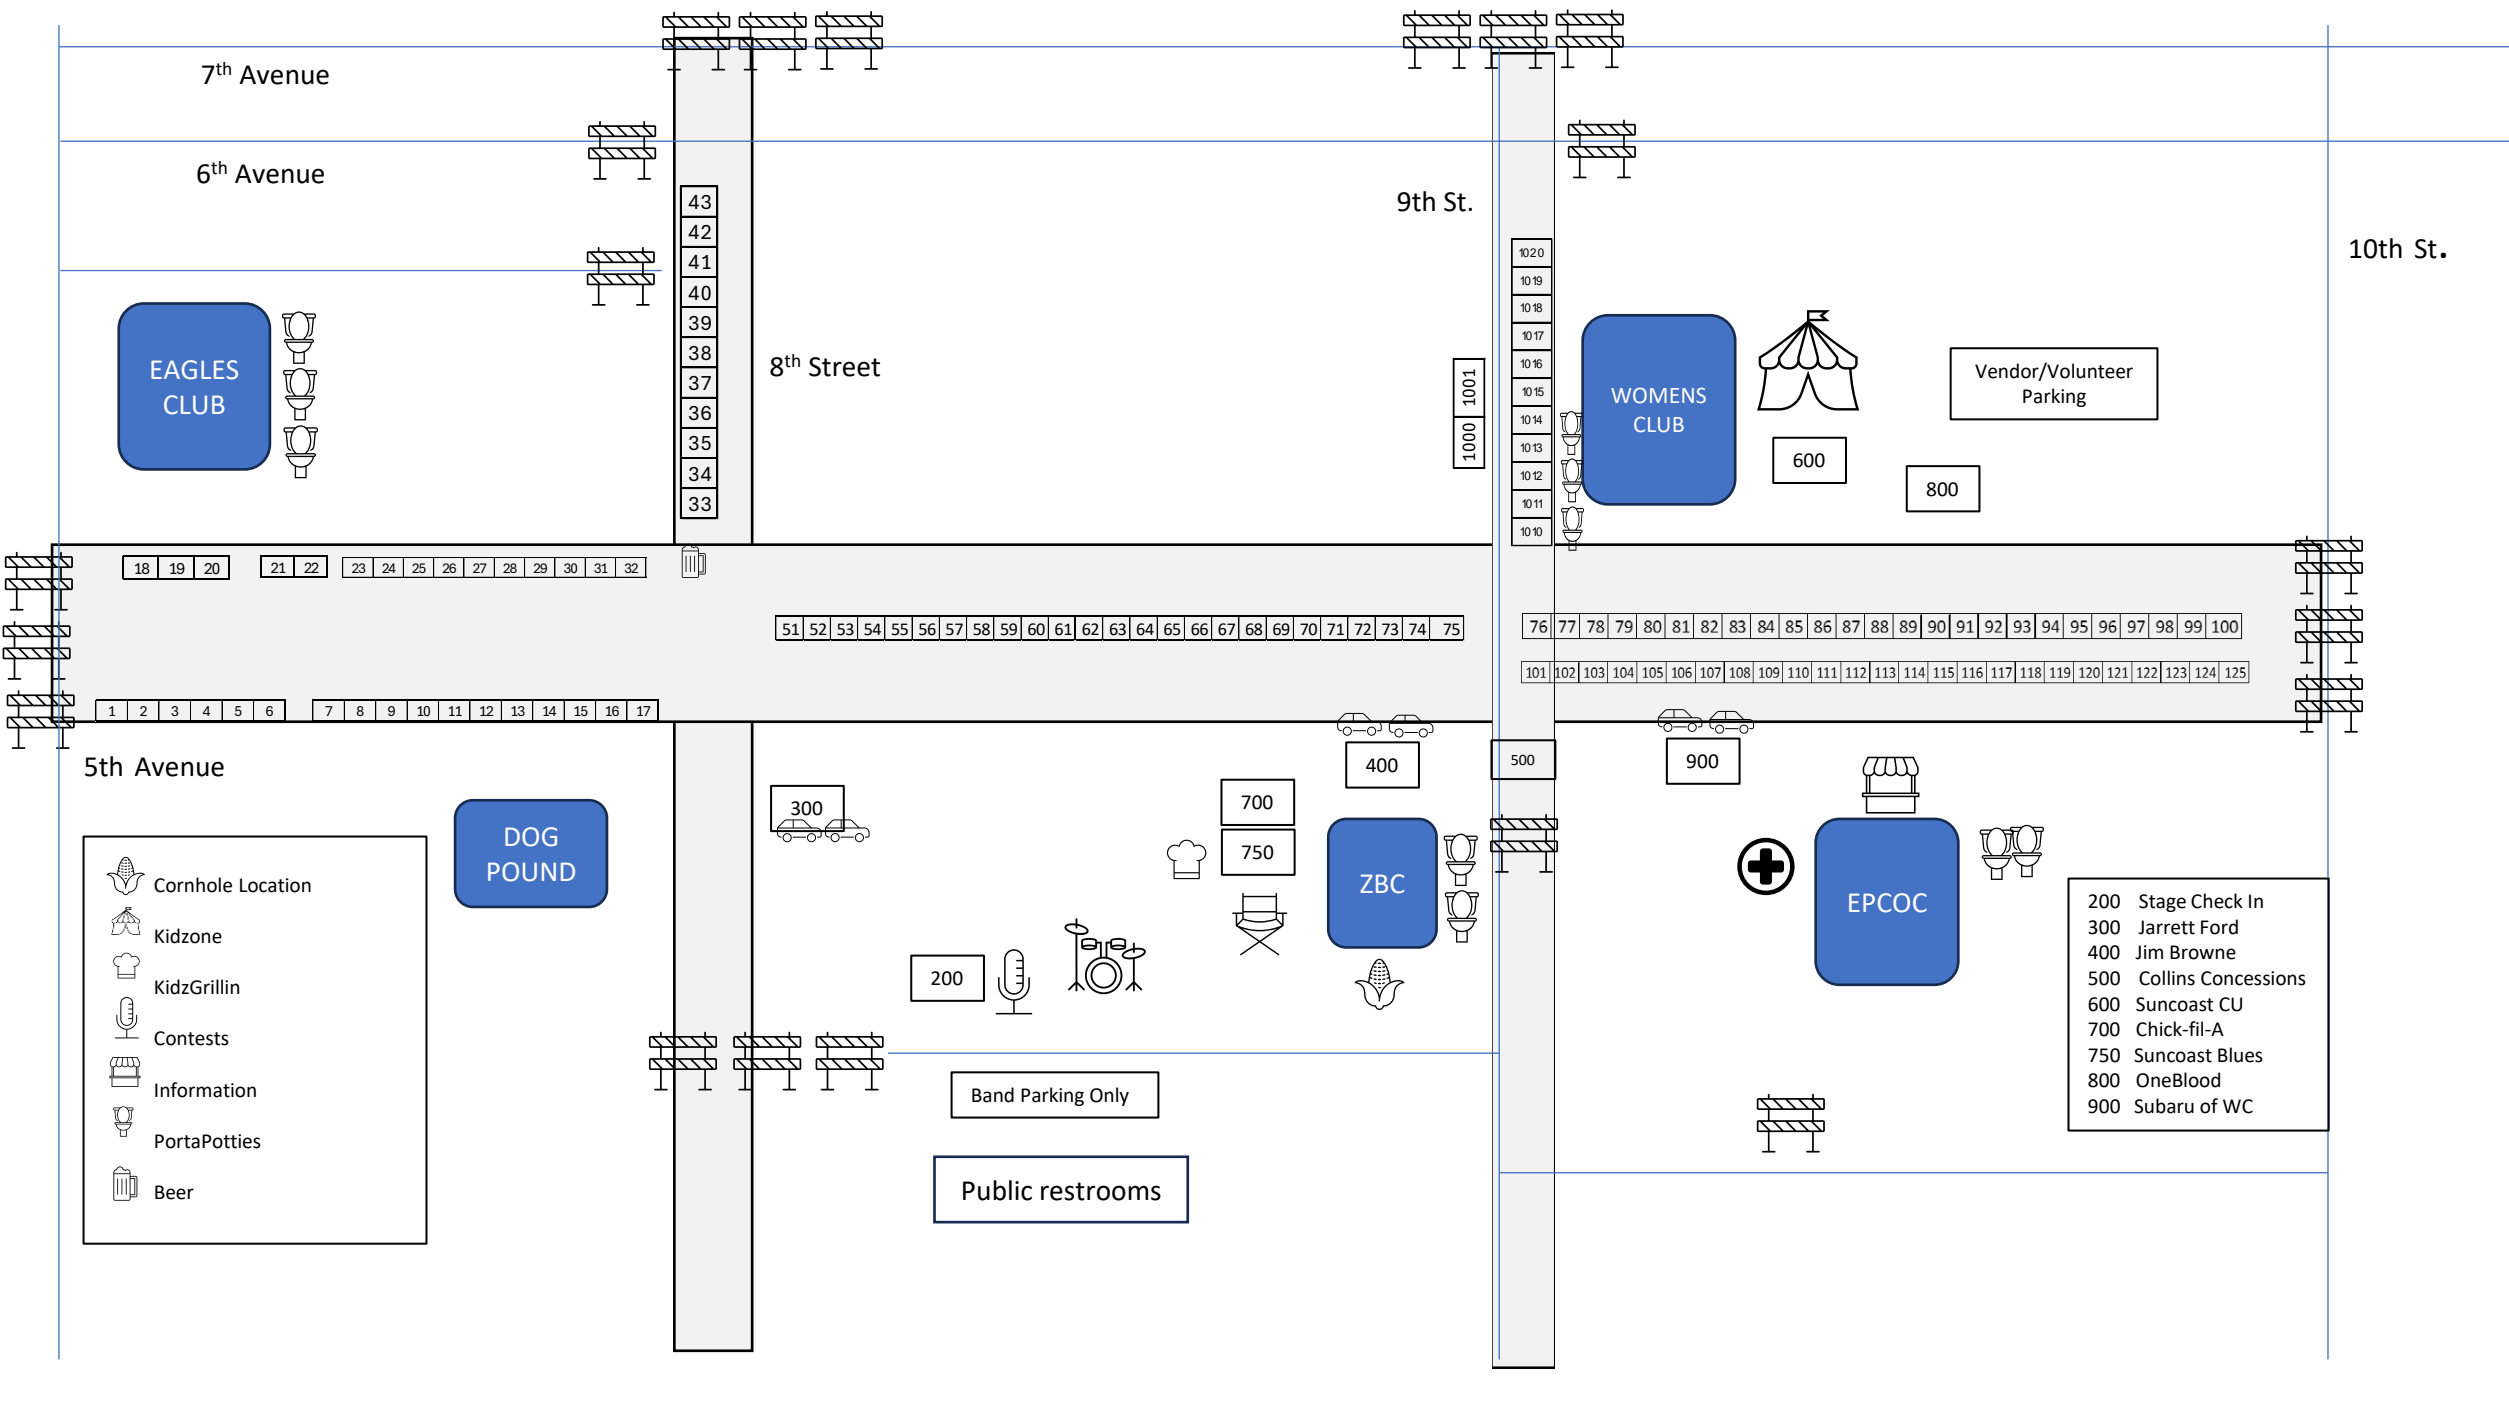 7th Avenue
6th Avenue
43
42
41
40
39
38
37
36
35
34
33
8th Street
9th St.
10th St.
1020
1019
1018
1017
1016
1015
1014
1013
1012
1011
1010
1001
1000
EAGLES
CLUB
WOMENS
CLUB
600
800
Vendor/Volunteer
Parking
18 19 20 21 22 23 24 25 26 27 28 29 30 31 32
51 52 53 54 55 56 57 58 59 60 61 62 63 64 65 66 67 68 69 70 71 72 73 74 75
76 77 78 79 80 81 82 83 84 85 86 87 88 89 90 91 92 93 94 95 96 97 98 99 100
101 102 103 104 105 106 107 108 109 110 111 112 113 114 115 116 117 118 119 120 121 122 123 124 125
1 2 3 4 5 6 7 8 9 10 11 12 13 14 15 16 17
5th Avenue
DOG
POUND
300
400
500
900
700
750
ZBC
EPCOC
200
Cornhole Location
Kidzone
KidzGrillin
Contests
Information
PortaPotties
Beer
Band Parking Only
Public restrooms
200 Stage Check In
300 Jarrett Ford
400 Jim Browne
500 Collins Concessions
600 Suncoast CU
700 Chick-fil-A
750 Suncoast Blues
800 OneBlood
900 Subaru of WC